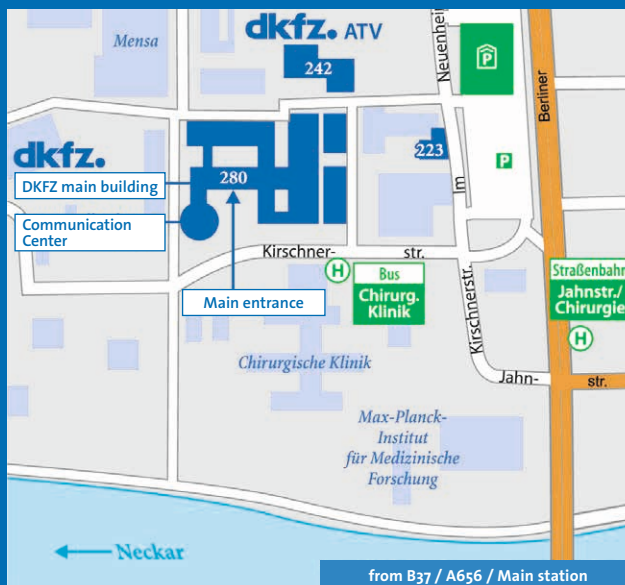 Mensa
dkfz. ATV
242
Neuenhei
P
Berliner
dkfz.
DKFZ main building
280
223
P
Im
Communication
Center
Kirschner- str.
H
Bus
Chirurg.
Klinik
Main entrance
Straßenbahn
Jahnstr./
Chirurgie
H
Kirschnerstr.
Chirurgische Klinik
Jahn- str.
Max-Planck-
Institut
für Medizinische
Forschung
Neckar
from B37 / A656 / Main station